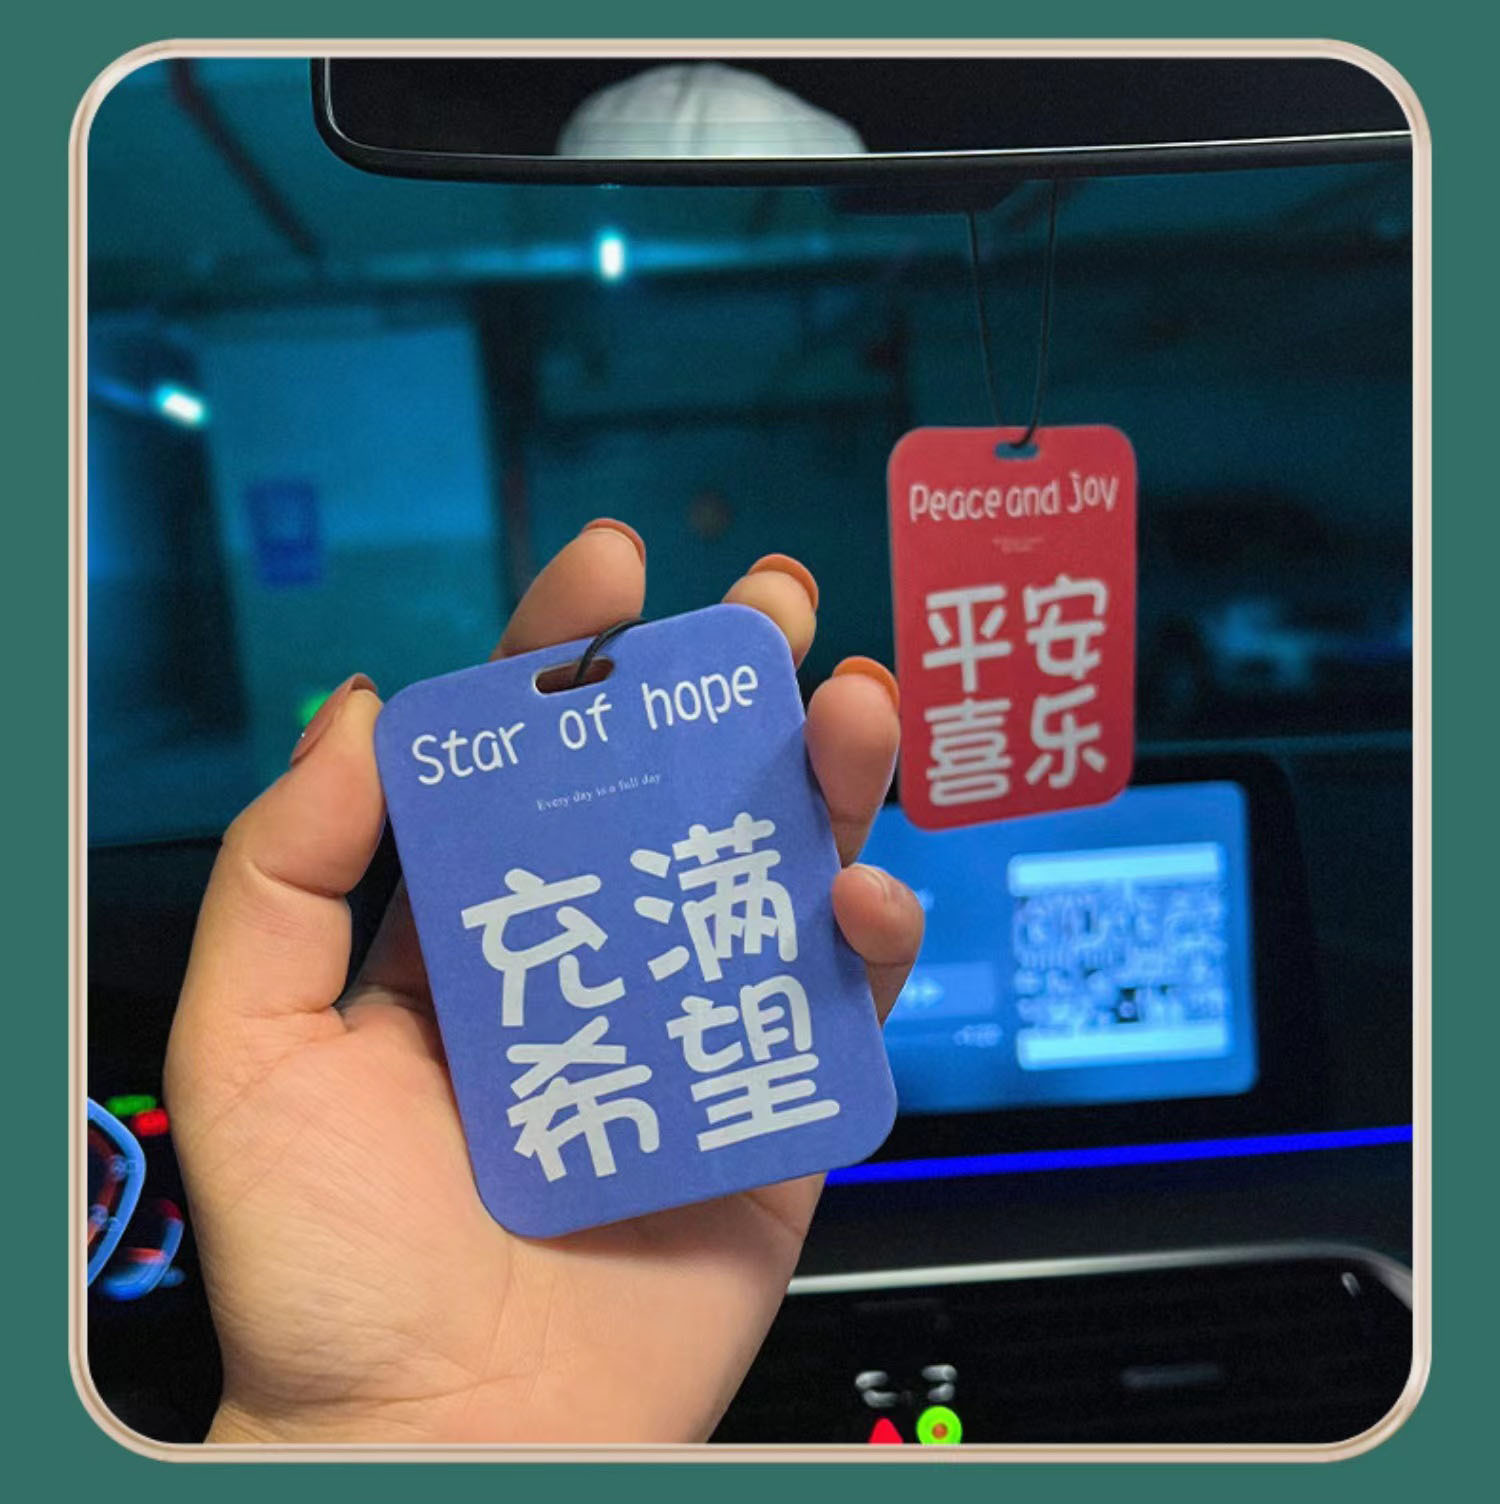 Star of hope
Every day is a full day
充满
希望
Peace and joy
平安
喜乐